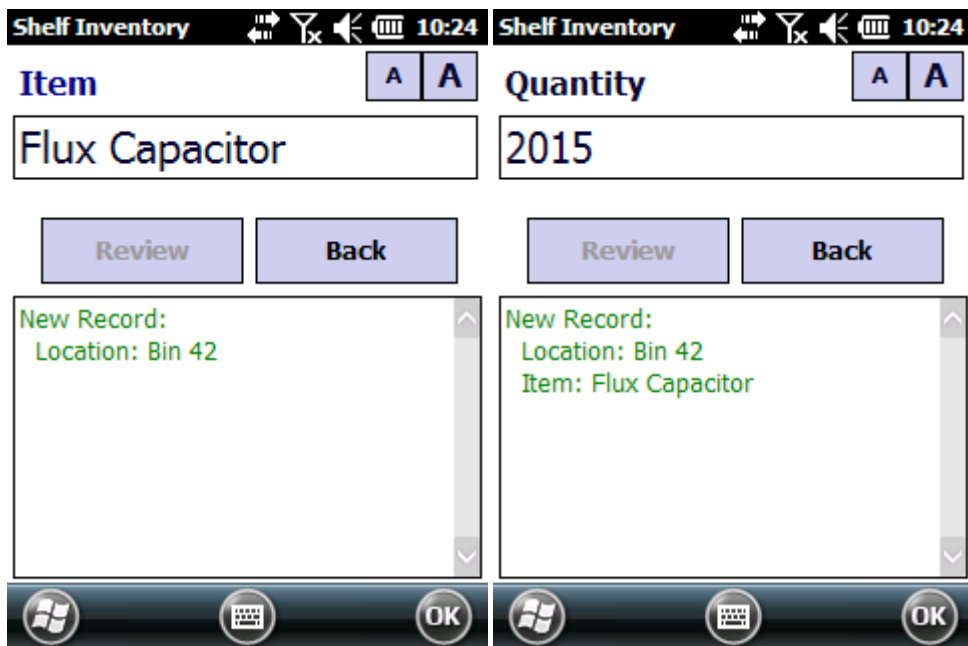 Shelf Inventory 10:24
Item A A
Flux Capacitor
Review Back
New Record:
Location: Bin 42
OK
Shelf Inventory 10:24
Quantity A A
2015
Review Back
New Record:
Location: Bin 42
Item: Flux Capacitor
OK